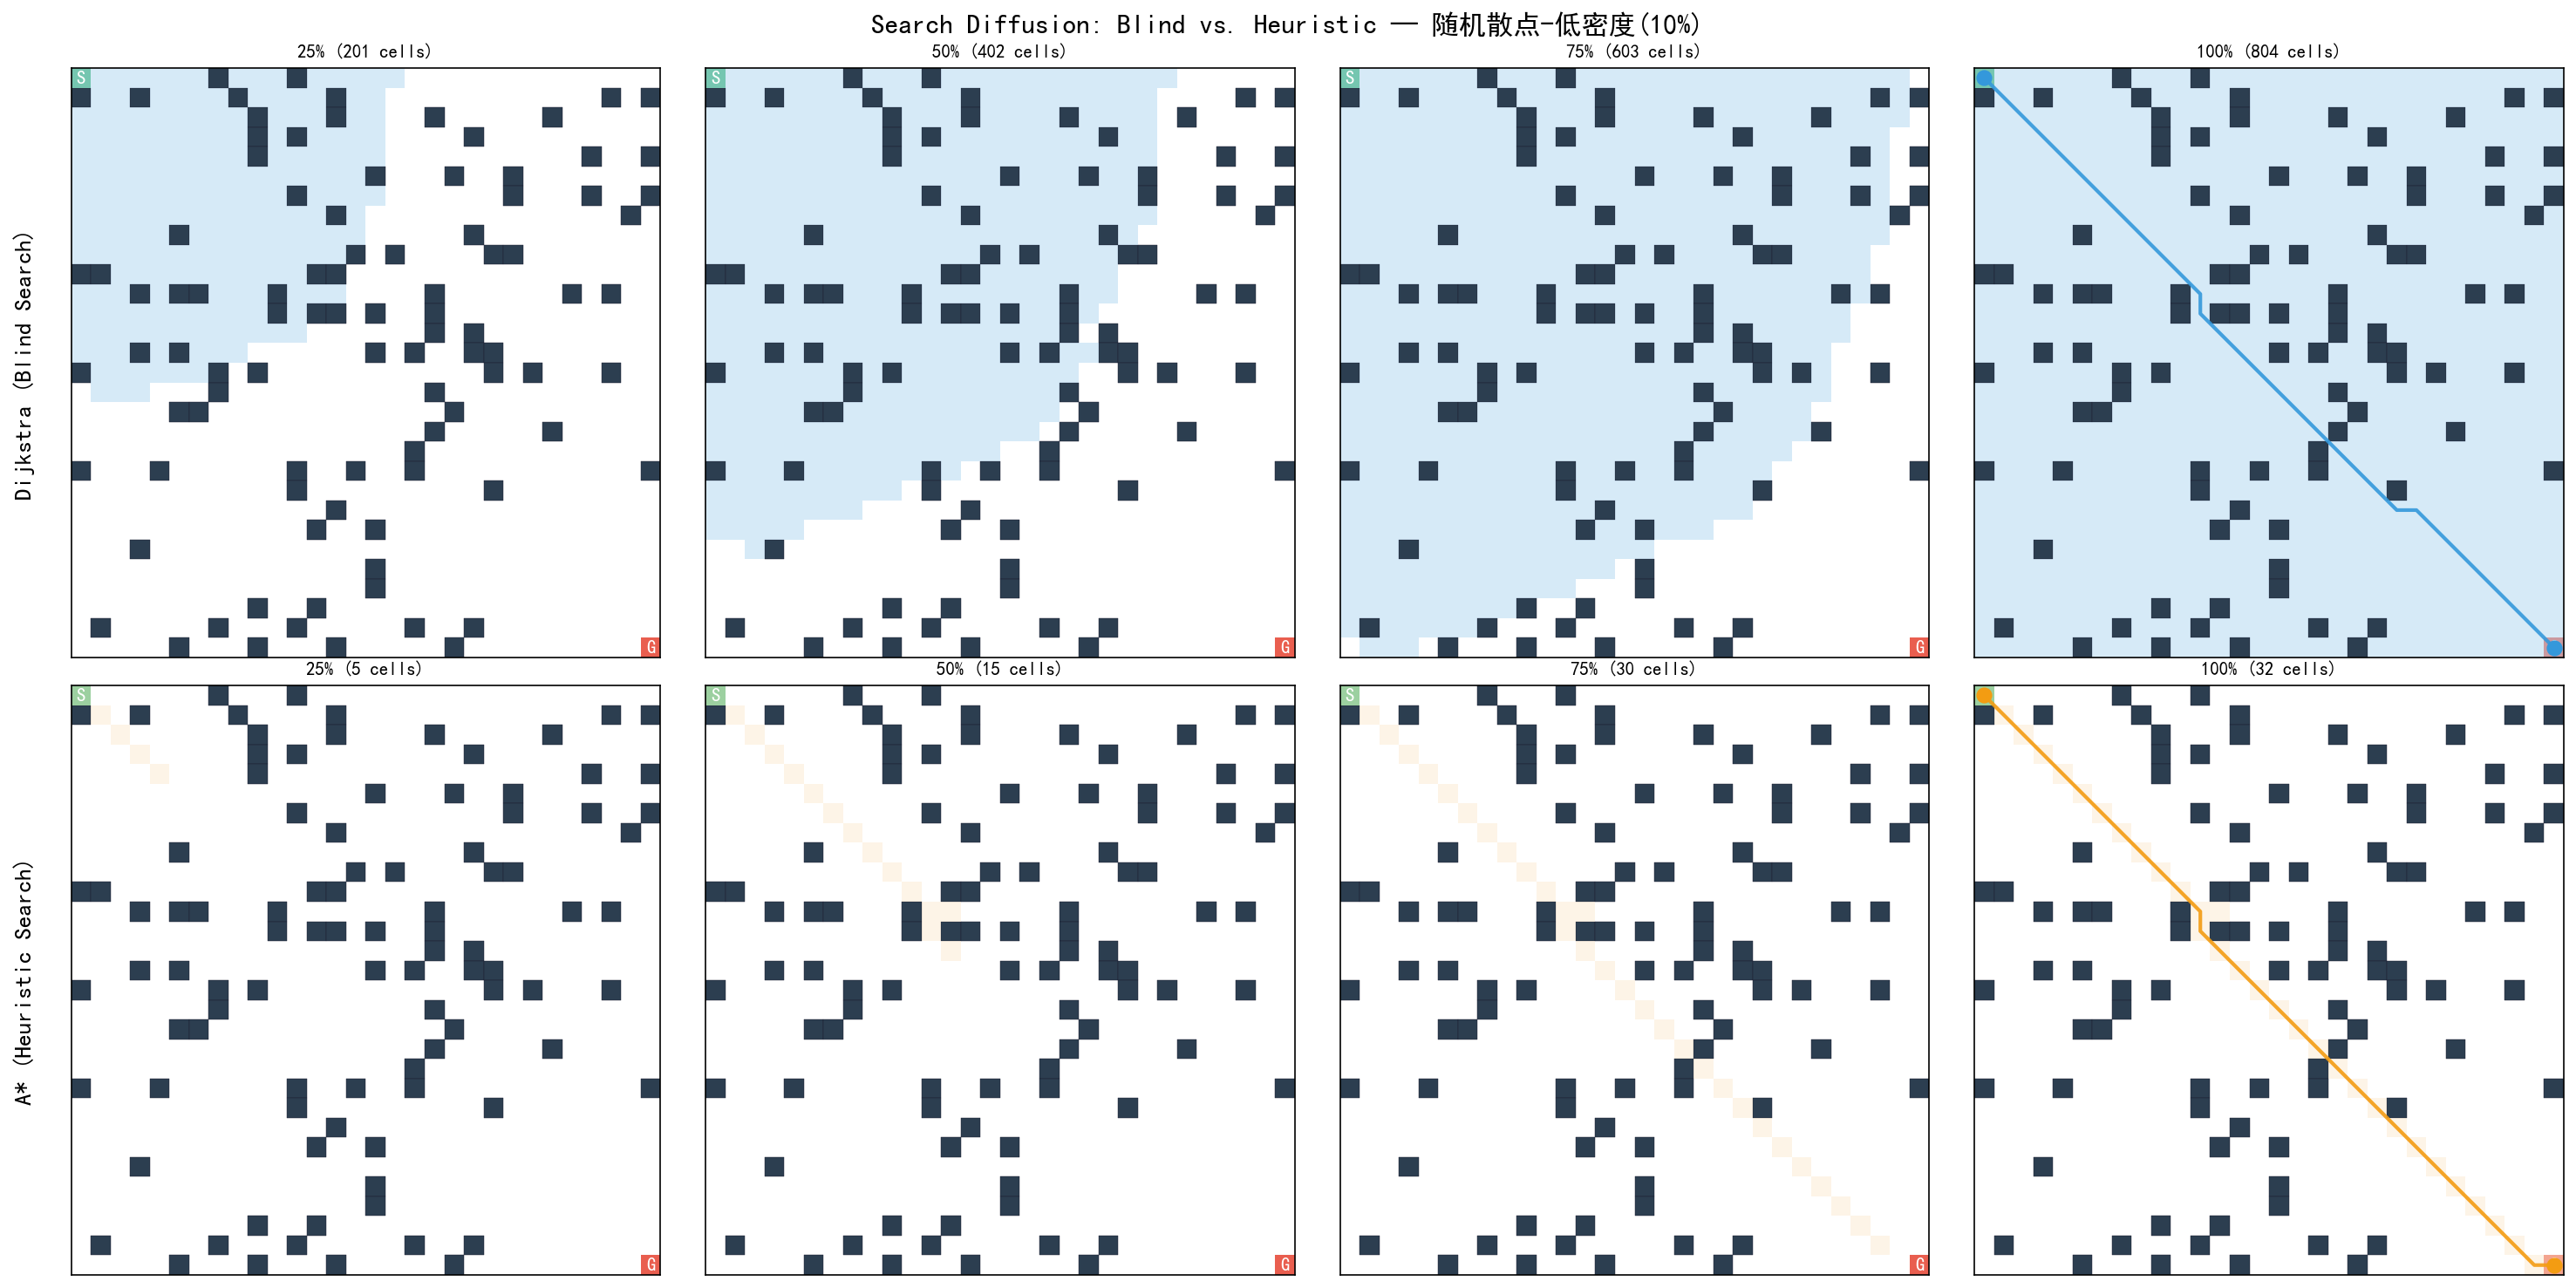 Search Diffusion: Blind vs. Heuristic — 随机散点-低密度(10%)
25% (201 cells)
50% (402 cells)
75% (603 cells)
100% (804 cells)
Dijkstra (Blind Search)
S
G
S
G
S
G
25% (5 cells)
50% (15 cells)
75% (30 cells)
100% (32 cells)
A* (Heuristic Search)
S
G
S
G
S
G